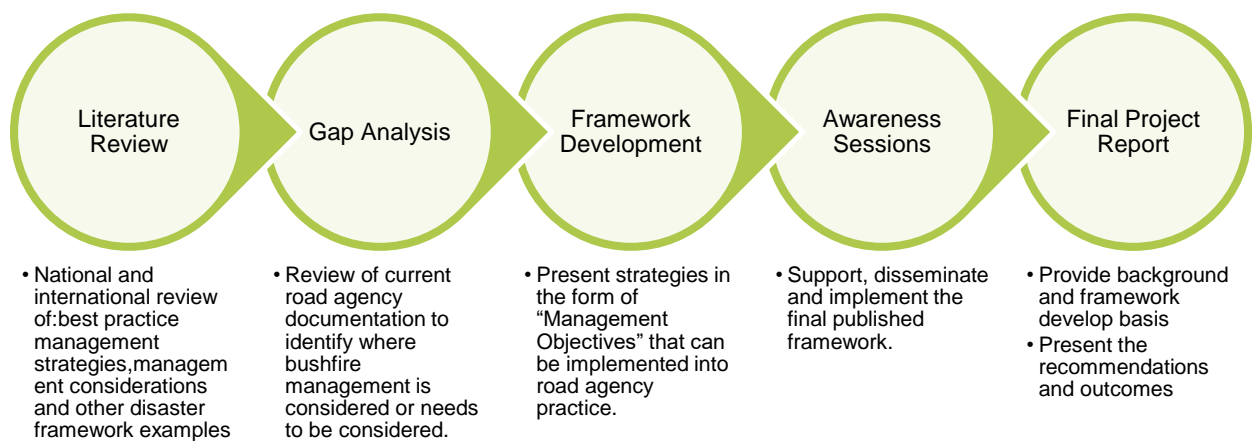 Literature
Review
Gap Analysis
Framework
Development
Awareness
Sessions
Final Project
Report
• National and
international review
of:best practice
management
strategies,managem
ent considerations
and other disaster
framework examples
• Review of current
road agency
documentation to
identify where
bushfire
management is
considered or needs
to be considered.
• Present strategies in
the form of
“Management
Objectives” that can
be implemented into
road agency
practice.
• Support, disseminate
and implement the
final published
framework.
• Provide background
and framework
develop basis
• Present the
recommendations
and outcomes